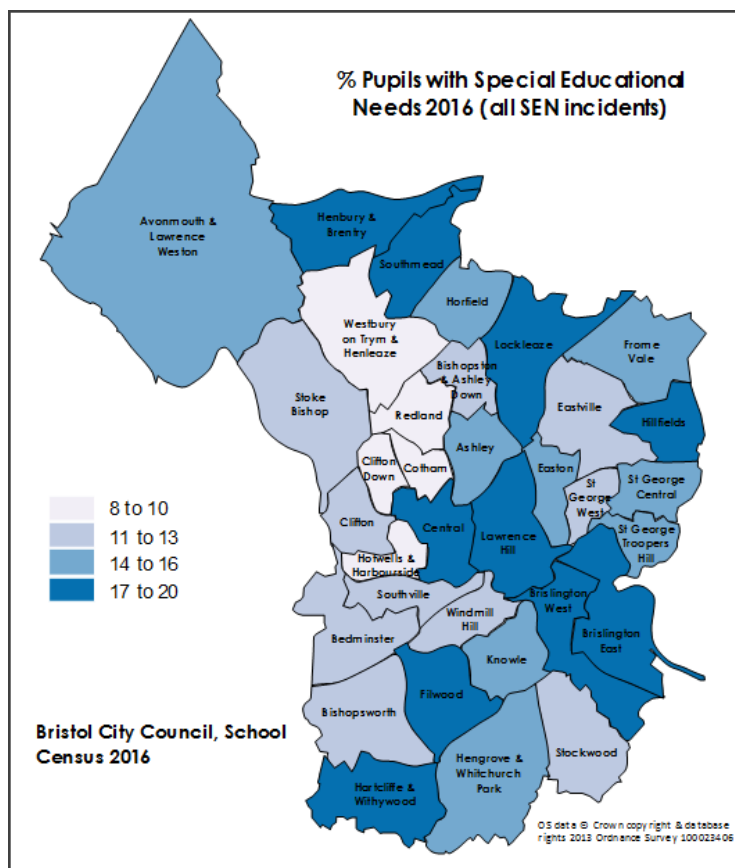 % Pupils with Special Educational
Needs 2016 (all SEN incidents)
Avonmouth &
Lawrence
Weston
Henbury &
Brentry
Southmead
Horfield
Westbury
on Trym &
Henleaze
Lockleaze
Frome
Vale
Bishopston
& Ashley
Down
Stoke
Bishop
Eastville
Redland
Hillfields
Ashley
Clifton
Down
Cotham
Easton
St
George
West
St George
Central
8 to 10
11 to 13
14 to 16
17 to 20
Clifton
Central
Lawrence
Hill
St George
Troopers
Hill
Hotwells &
Harbourside
Southville
Brislington
West
Windmill
Hill
Bedminster
Brislington
East
Knowle
Filwood
Bishopsworth
Bristol City Council, School
Census 2016
Stockwood
Hengrove &
Whitchurch
Park
Hartcliffe &
Withywood
OS data © Crown copyright & database
rights 2013 Ordnance Survey 100023406